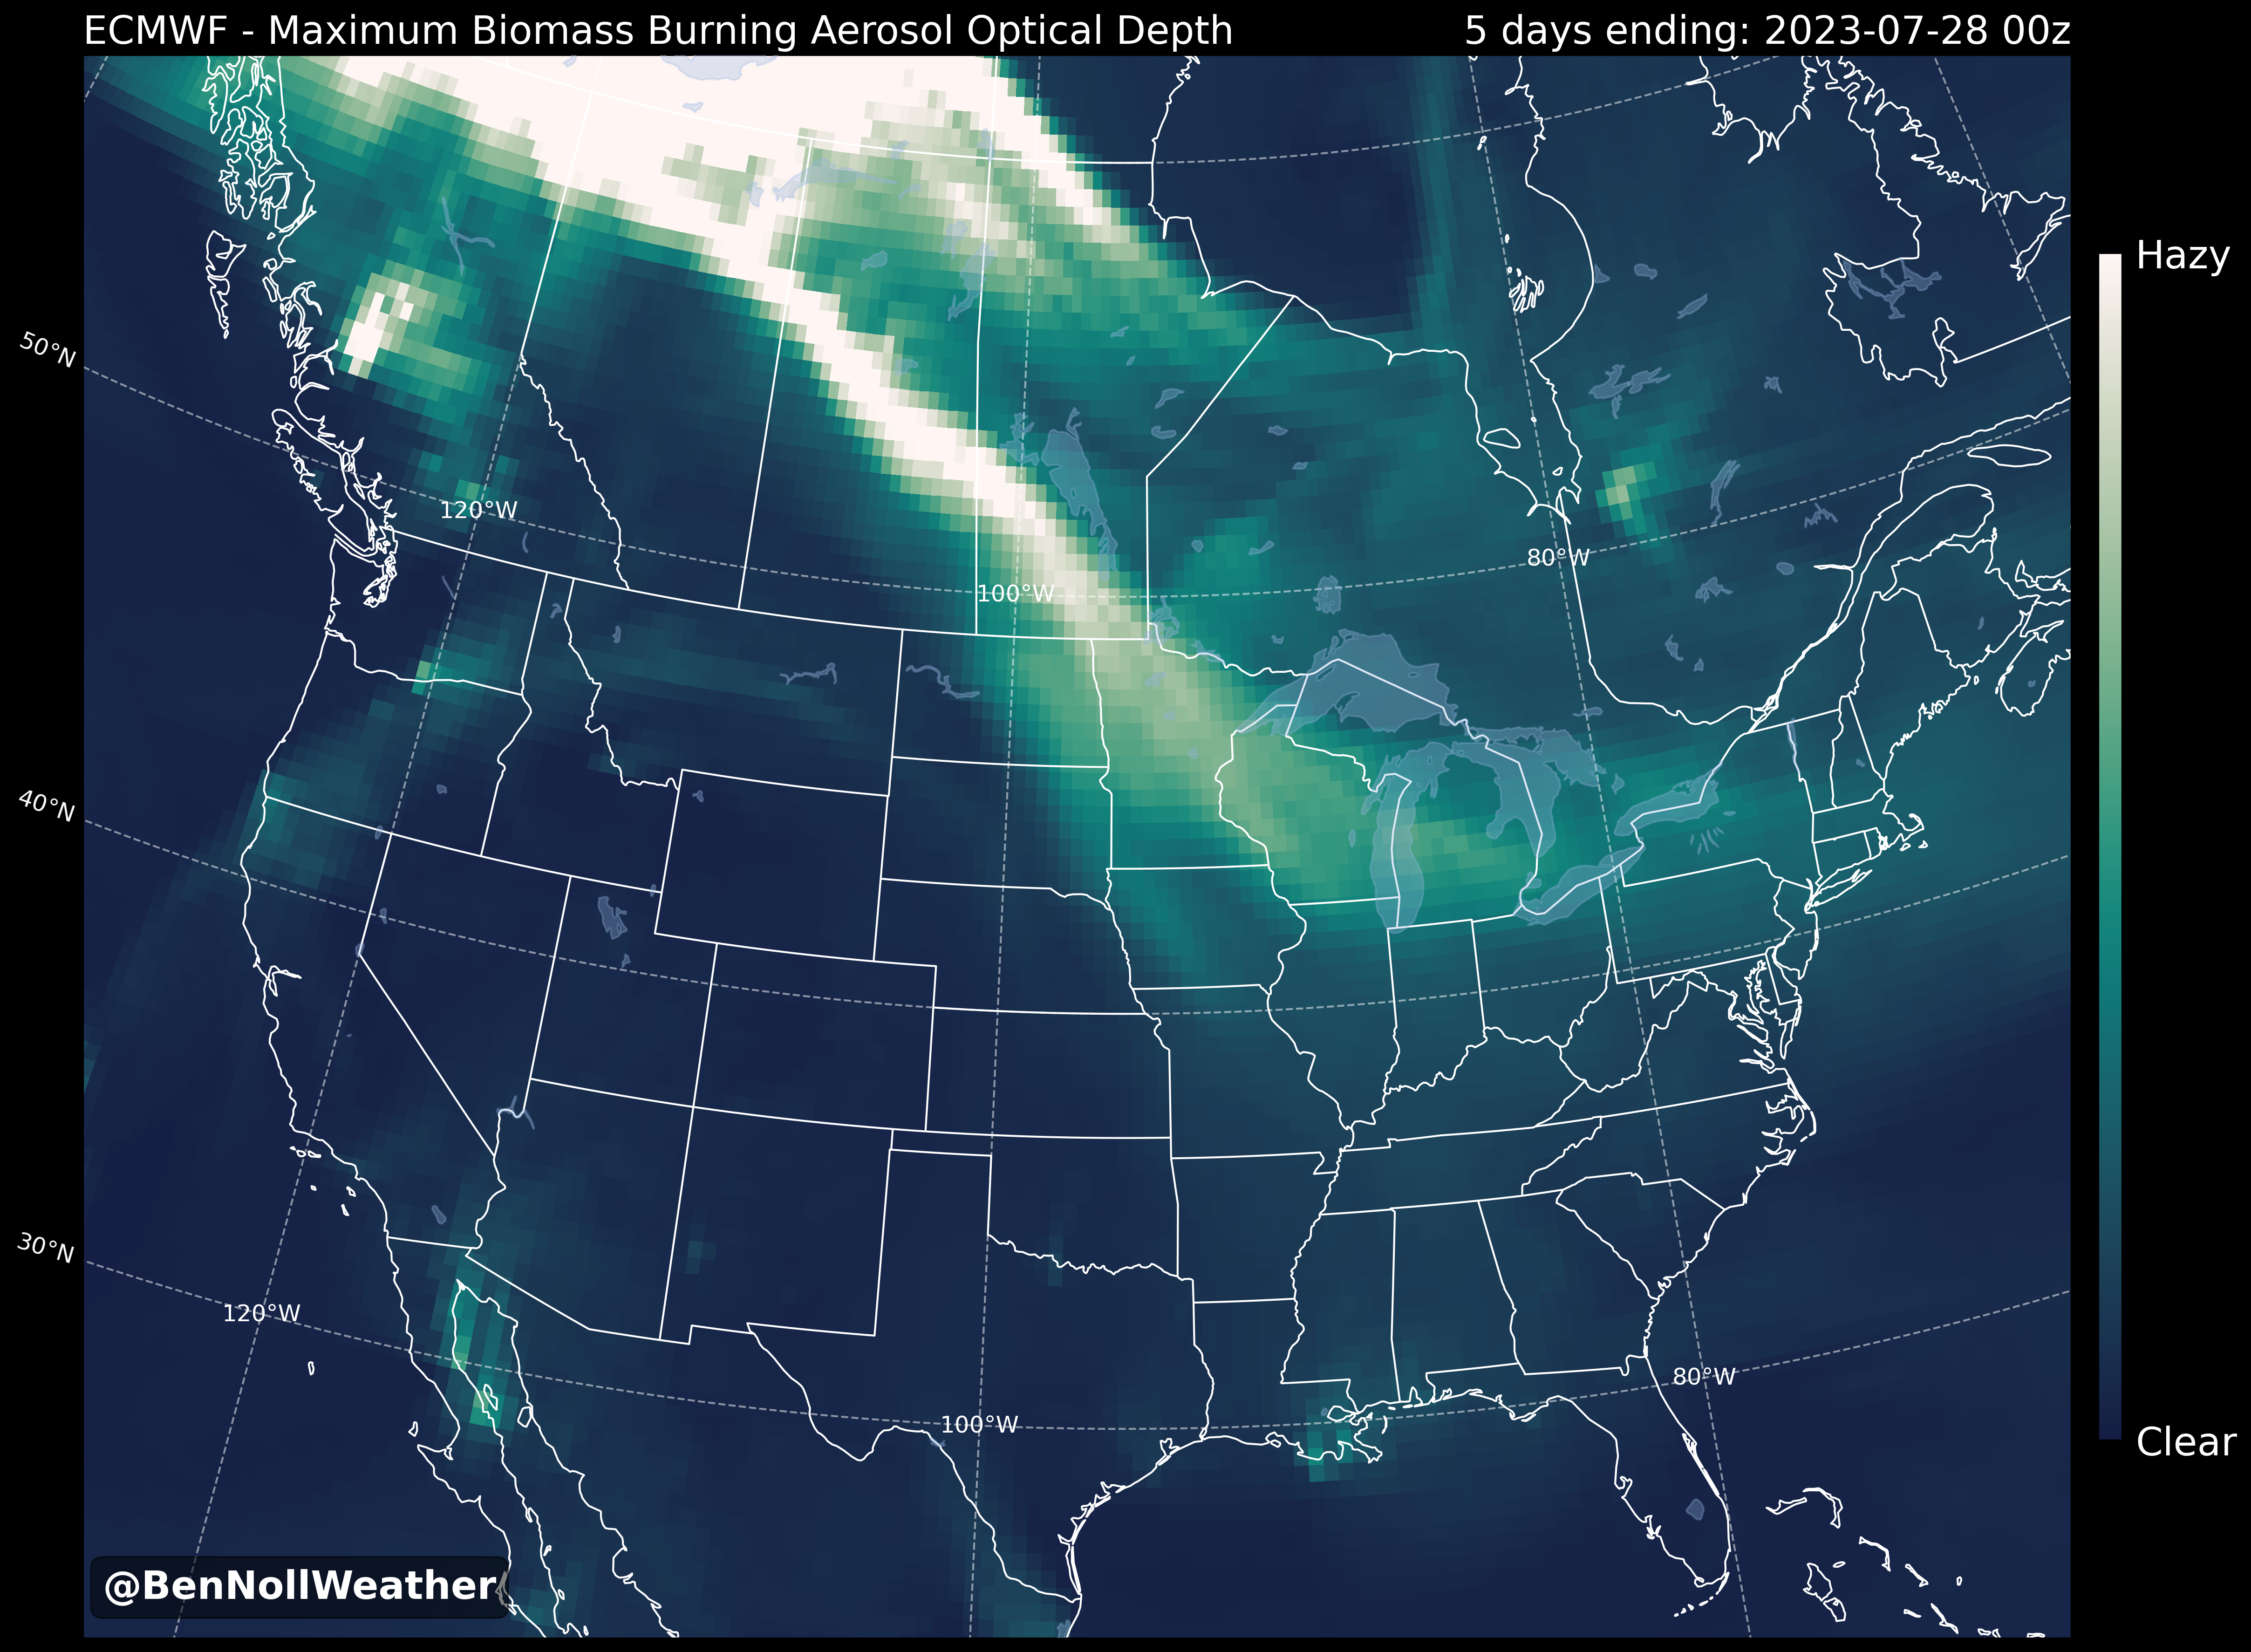 ECMWF - Maximum Biomass Burning Aerosol Optical Depth
5 days ending: 2023-07-28 00z
Hazy
50°N
120°W
80°W
100°W
40°N
30°N
120°W
80°W
100°W
Clear
@BenNollWeather